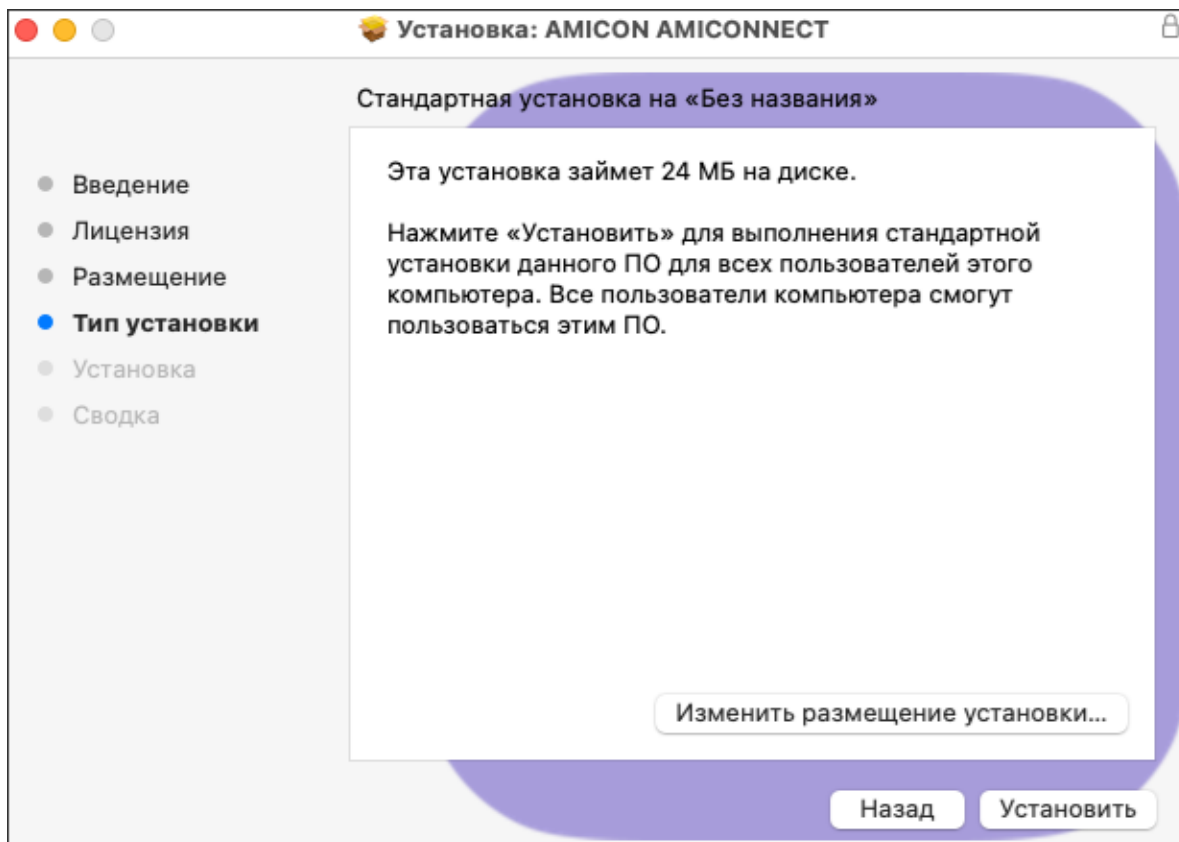 Установка: AMICON AMICONNECT
Стандартная установка на «Без названия»
Введение
Лицензия
Размещение
Тип установки
Установка
Сводка
Эта установка займет 24 МБ на диске.
Нажмите «Установить» для выполнения стандартной
установки данного ПО для всех пользователей этого
компьютера. Все пользователи компьютера смогут
пользоваться этим ПО.
Изменить размещение установки...
Назад
Установить